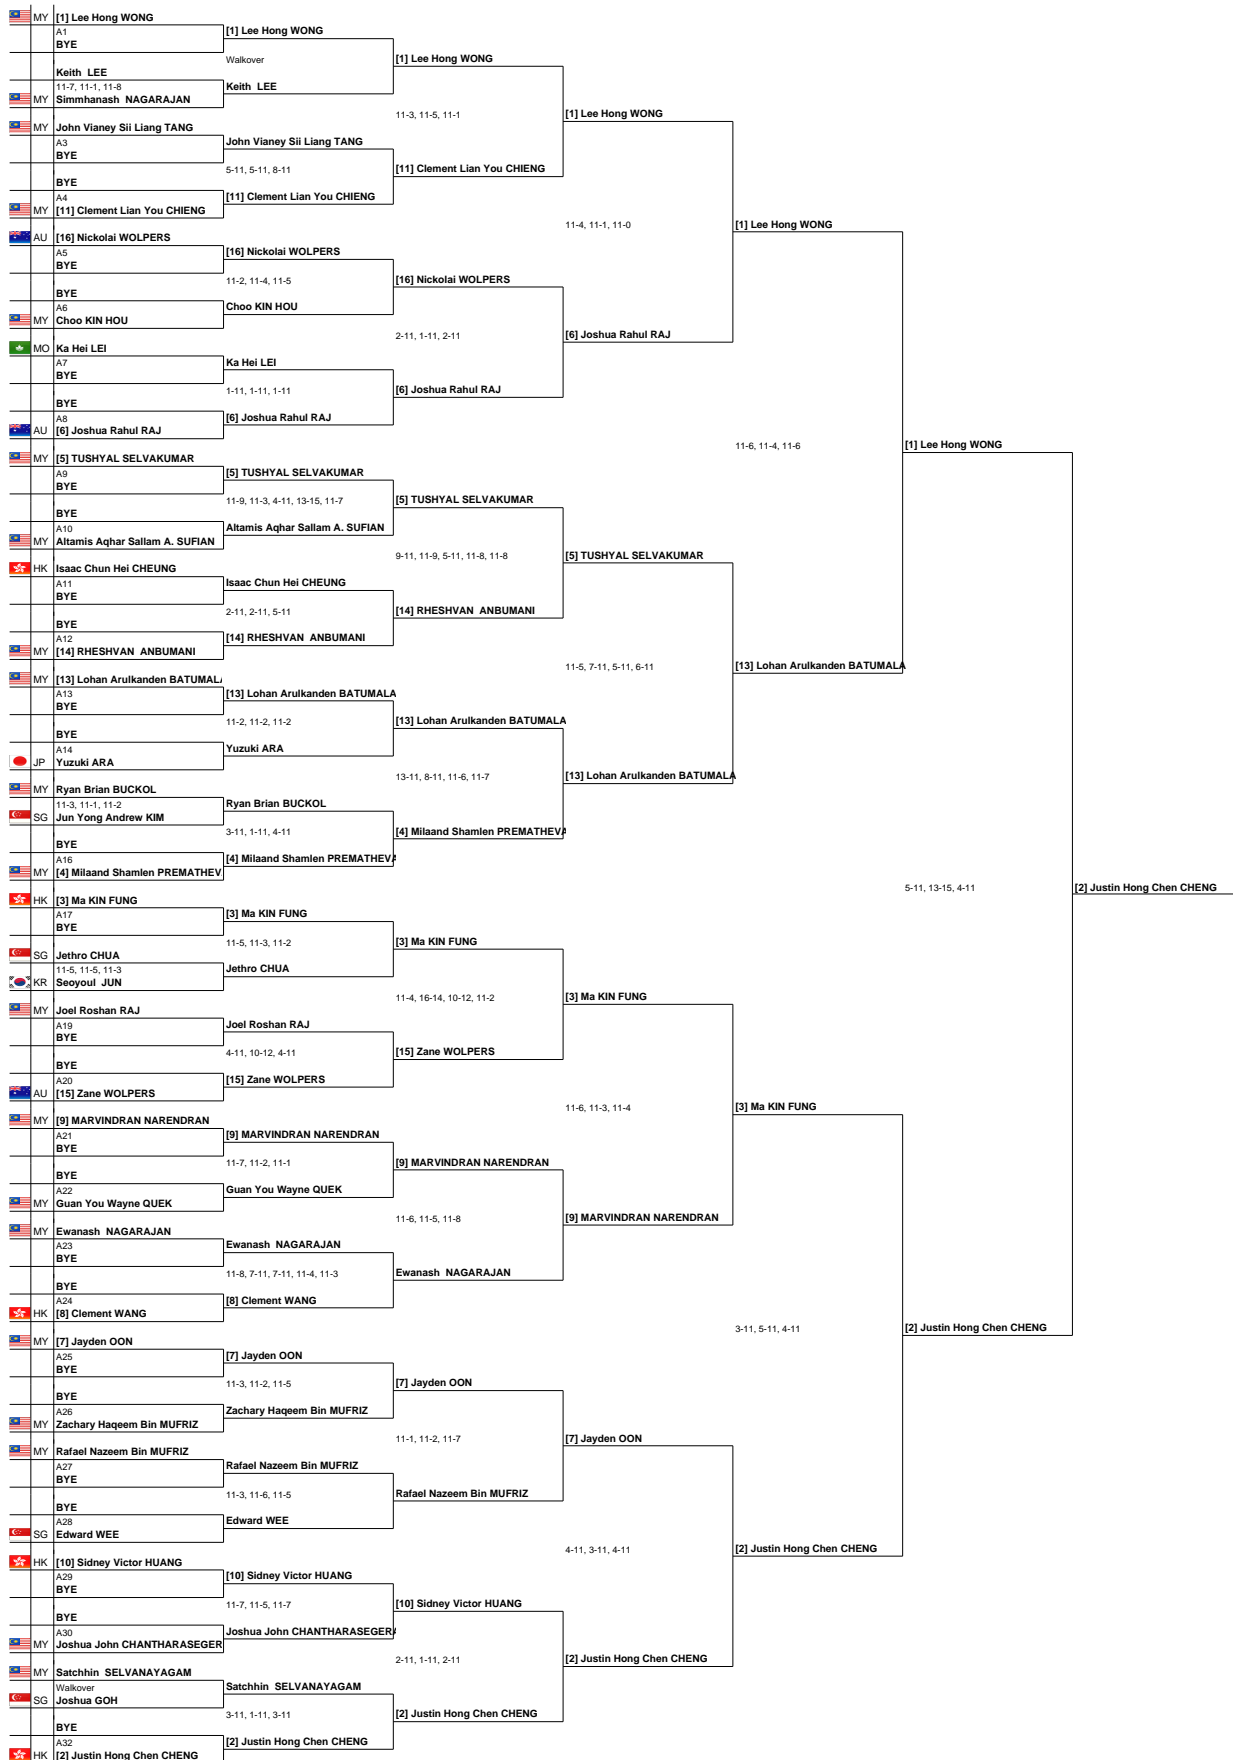 MY [1] Lee Hong WONG
A1 [1] Lee Hong WONG
BYE
Walkover [1] Lee Hong WONG
Keith LEE
11-7, 11-1, 11-8 Keith LEE
MY Simmhanash NAGARAJAN
11-3, 11-5, 11-1 [1] Lee Hong WONG
MY John Vianey Sii Liang TANG
A3 John Vianey Sii Liang TANG
BYE
5-11, 5-11, 8-11 [11] Clement Lian You CHIENG
BYE
A4 [11] Clement Lian You CHIENG
MY [11] Clement Lian You CHIENG
11-4, 11-1, 11-0 [1] Lee Hong WONG
AU [16] Nickolai WOLPERS
A5 [16] Nickolai WOLPERS
BYE
11-2, 11-4, 11-5 [16] Nickolai WOLPERS
BYE
A6 Choo KIN HOU
MY Choo KIN HOU
2-11, 1-11, 2-11 [6] Joshua Rahul RAJ
MO Ka Hei LEI
A7 Ka Hei LEI
BYE
1-11, 1-11, 1-11 [6] Joshua Rahul RAJ
BYE
A8 [6] Joshua Rahul RAJ
AU [6] Joshua Rahul RAJ
11-6, 11-4, 11-6 [1] Lee Hong WONG
MY [5] TUSHYAL SELVAKUMAR
A9 [5] TUSHYAL SELVAKUMAR
BYE
11-9, 11-3, 4-11, 13-15, 11-7 [5] TUSHYAL SELVAKUMAR
BYE
A10 Altamis Aqhar Sallam A. SUFIAN
MY Altamis Aqhar Sallam A. SUFIAN
9-11, 11-9, 5-11, 11-8, 11-8 [5] TUSHYAL SELVAKUMAR
HK Isaac Chun Hei CHEUNG
A11 Isaac Chun Hei CHEUNG
BYE
2-11, 2-11, 5-11 [14] RHESHVAN ANBUMANI
BYE
A12 [14] RHESHVAN ANBUMANI
MY [14] RHESHVAN ANBUMANI
11-5, 7-11, 5-11, 6-11 [13] Lohan Arulkanden BATUMALA
MY [13] Lohan Arulkanden BATUMAL
A13 [13] Lohan Arulkanden BATUMALA
BYE
11-2, 11-2, 11-2 [13] Lohan Arulkanden BATUMALA
BYE
A14 Yuzuki ARA
JP Yuzuki ARA
13-11, 8-11, 11-6, 11-7 [13] Lohan Arulkanden BATUMALA
MY Ryan Brian BUCKOL
11-3, 11-1, 11-2 Ryan Brian BUCKOL
SG Jun Yong Andrew KIM
3-11, 1-11, 4-11 [4] Milaand Shamlen PREMATHEVA
BYE
A16 [4] Milaand Shamlen PREMATHEVA
MY [4] Milaand Shamlen PREMATHEV
5-11, 13-15, 4-11 [2] Justin Hong Chen CHENG
HK [3] Ma KIN FUNG
A17 [3] Ma KIN FUNG
BYE
11-5, 11-3, 11-2 [3] Ma KIN FUNG
SG Jethro CHUA
11-5, 11-5, 11-3 Jethro CHUA
KR Seoyoul JUN
11-4, 16-14, 10-12, 11-2 [3] Ma KIN FUNG
MY Joel Roshan RAJ
A19 Joel Roshan RAJ
BYE
4-11, 10-12, 4-11 [15] Zane WOLPERS
BYE
A20 [15] Zane WOLPERS
AU [15] Zane WOLPERS
11-6, 11-3, 11-4 [3] Ma KIN FUNG
MY [9] MARVINDRAN NARENDRAN
A21 [9] MARVINDRAN NARENDRAN
BYE
11-7, 11-2, 11-1 [9] MARVINDRAN NARENDRAN
BYE
A22 Guan You Wayne QUEK
MY Guan You Wayne QUEK
11-6, 11-5, 11-8 [9] MARVINDRAN NARENDRAN
MY Ewanash NAGARAJAN
A23 Ewanash NAGARAJAN
BYE
11-8, 7-11, 7-11, 11-4, 11-3 Ewanash NAGARAJAN
BYE
A24 [8] Clement WANG
HK [8] Clement WANG
3-11, 5-11, 4-11 [2] Justin Hong Chen CHENG
MY [7] Jayden OON
A25 [7] Jayden OON
BYE
11-3, 11-2, 11-5 [7] Jayden OON
BYE
A26 Zachary Haqeem Bin MUFRIZ
MY Zachary Haqeem Bin MUFRIZ
11-1, 11-2, 11-7 [7] Jayden OON
MY Rafael Nazeem Bin MUFRIZ
A27 Rafael Nazeem Bin MUFRIZ
BYE
11-3, 11-6, 11-5 Rafael Nazeem Bin MUFRIZ
BYE
A28 Edward WEE
SG Edward WEE
4-11, 3-11, 4-11 [2] Justin Hong Chen CHENG
HK [10] Sidney Victor HUANG
A29 [10] Sidney Victor HUANG
BYE
11-7, 11-5, 11-7 [10] Sidney Victor HUANG
BYE
A30 Joshua John CHANTHARASEGERA
MY Joshua John CHANTHARASEGER
2-11, 1-11, 2-11 [2] Justin Hong Chen CHENG
MY Satchhin SELVANAYAGAM
Walkover Satchhin SELVANAYAGAM
SG Joshua GOH
3-11, 1-11, 3-11 [2] Justin Hong Chen CHENG
BYE
A32 [2] Justin Hong Chen CHENG
HK [2] Justin Hong Chen CHENG